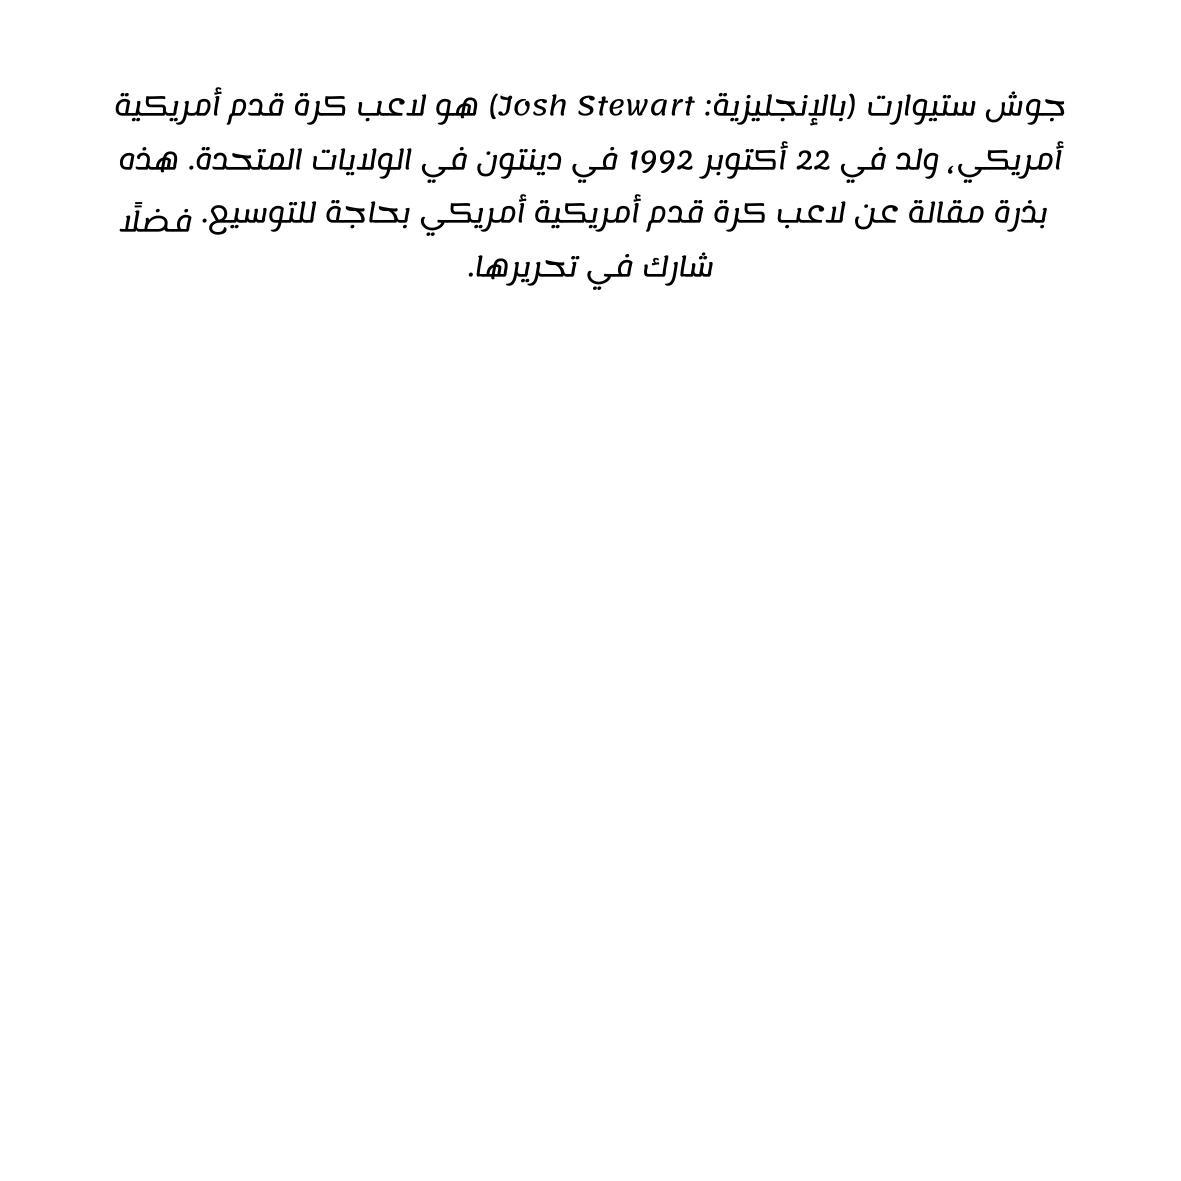 جوش ستيوارت (بالإنجليزية: Josh Stewart) هو لاعب كرة قدم أمريكية
أمريكي، ولد في 22 أكتوبر 1992 في دينتون في الولايات المتحدة. هذه
بذرة مقالة عن لاعب كرة قدم أمريكية أمريكي بحاجة للتوسيع. فضلًا
شارك في تحريرها.